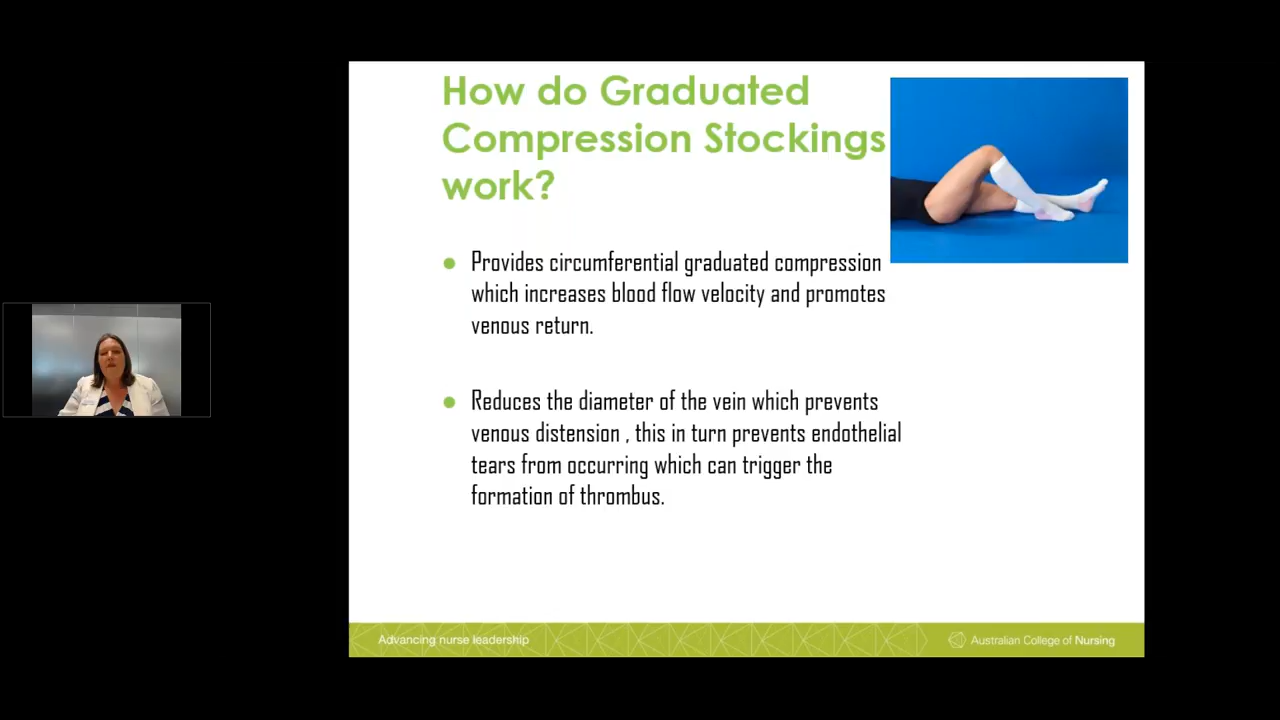 How do Graduated
Compression Stockings
work?
Provides circumferential graduated compression
which increases blood flow velocity and promotes
venous return.
Reduces the diameter of the vein which prevents
venous distension , this in turn prevents endothelial
tears from occurring which can trigger the
formation of thrombus.
Advancing nurse leadership
Australian College of Nursing